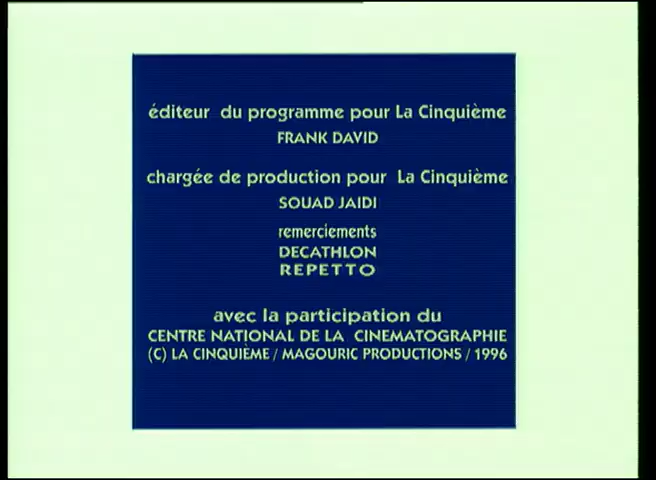 éditeur du programme pour La Cinquième
FRANK DAVID
chargée de production pour La Cinquième
SOUAD JAIDI
remerciements
DECATHLON
REPETTO
avec la participation du
CENTRE NATIONAL DE LA CINEMATOGRAPHIE
(C) LA CINQUIÈME / MAGOURIC PRODUCTIONS / 1996